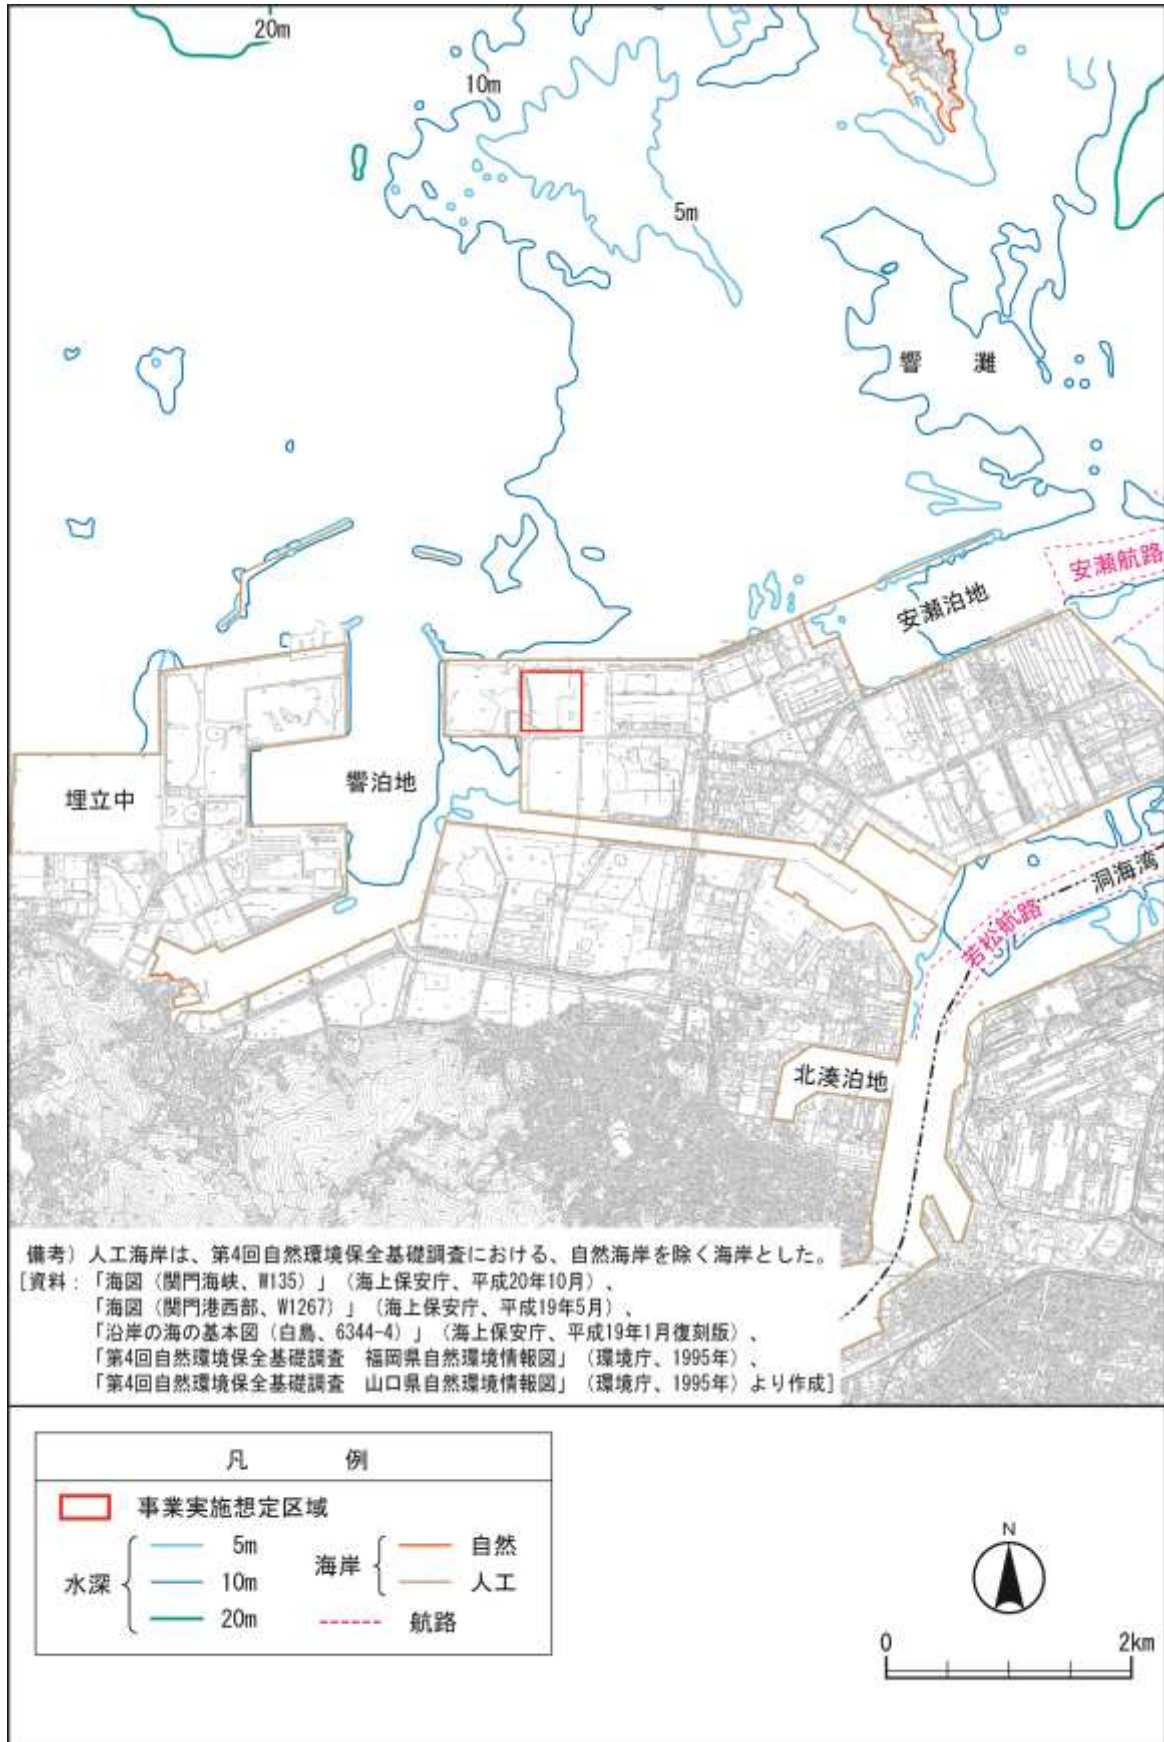 20m
10m
5m
響灘
安瀬航路
安瀬泊地
埋立中
響泊地
洞海湾
若松航路
北湊泊地
備考）人工海岸は、第4回自然環境保全基礎調査における、自然海岸を除く海岸とした。
[資料：「海図（関門海峡、W135）」（海上保安庁、平成20年10月）、
「海図（関門港西部、W1267）」（海上保安庁、平成19年5月）、
「沿岸の海の基本図（白島、6344-4）」（海上保安庁、平成19年1月復刻版）、
「第4回自然環境保全基礎調査　福岡県自然環境情報図」（環境庁、1995年）、
「第4回自然環境保全基礎調査　山口県自然環境情報図」（環境庁、1995年）より作成]
凡例
事業実施想定区域
水深
5m
10m
20m
海岸
自然
人工
航路
N
0
2km